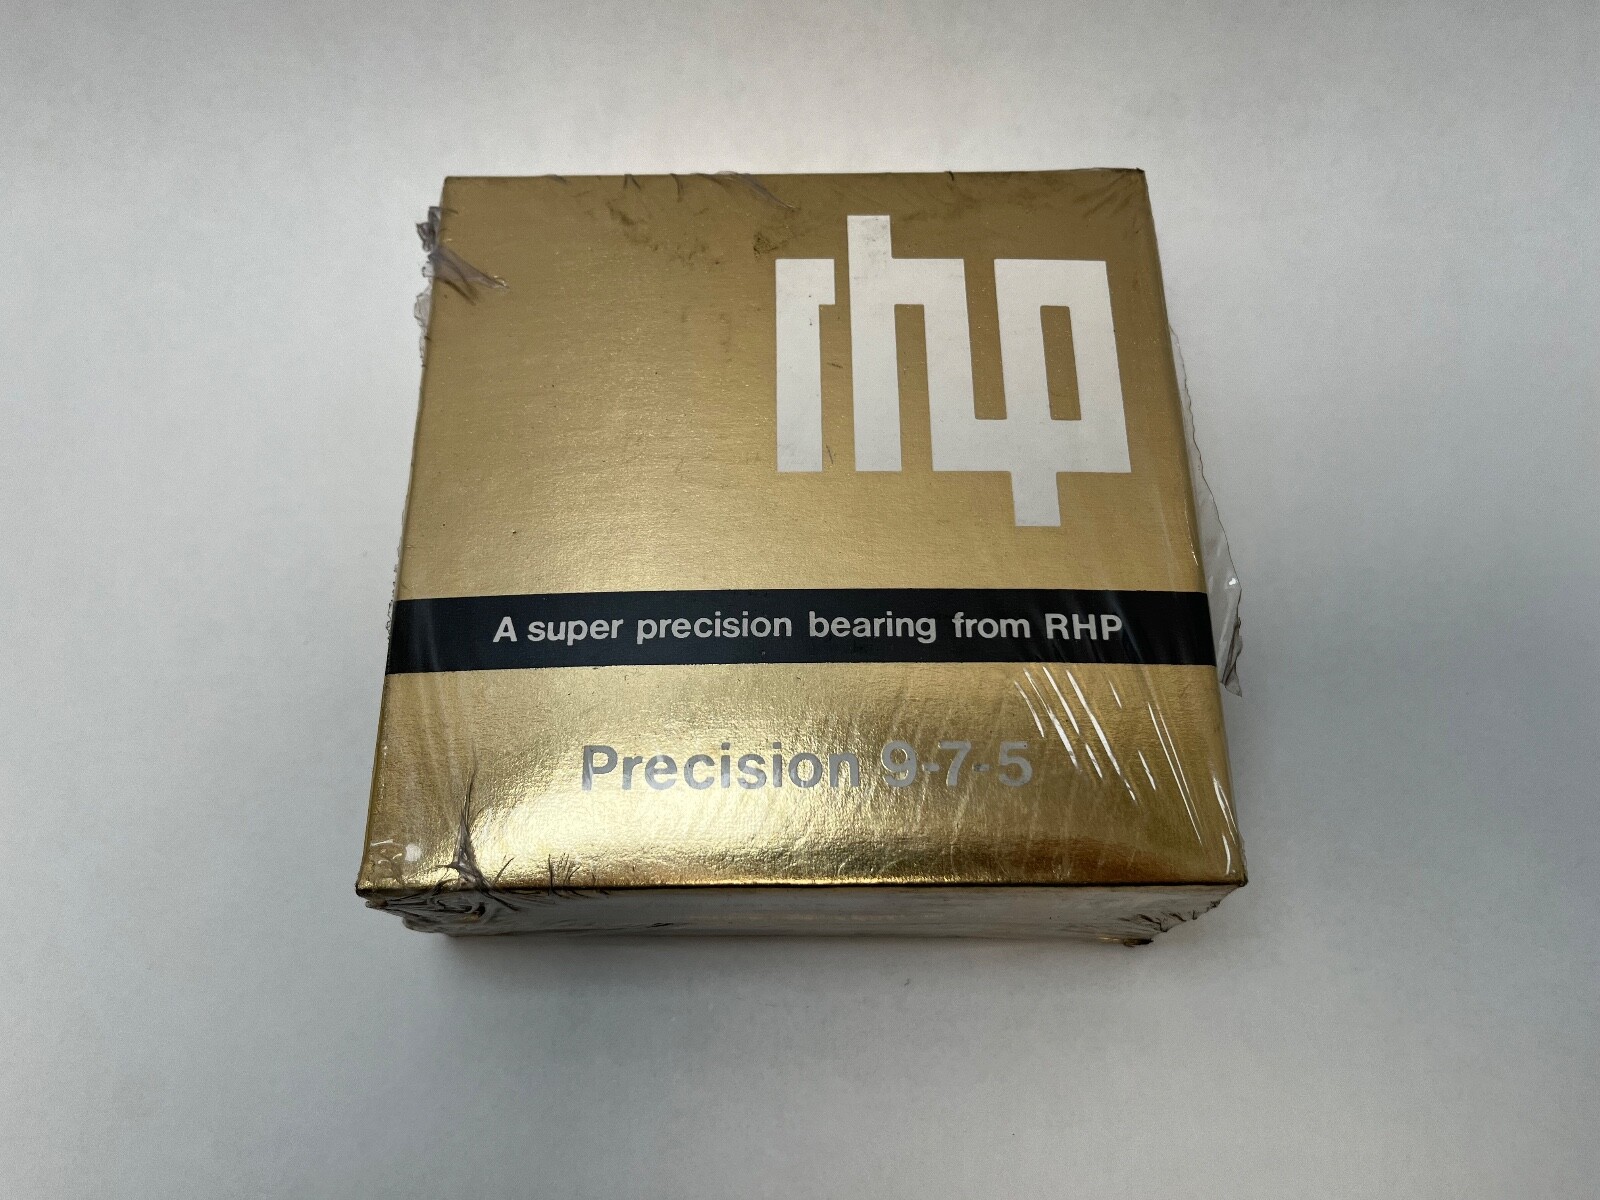 rhp
A super precision bearing from RHP
Precision 9-7-5